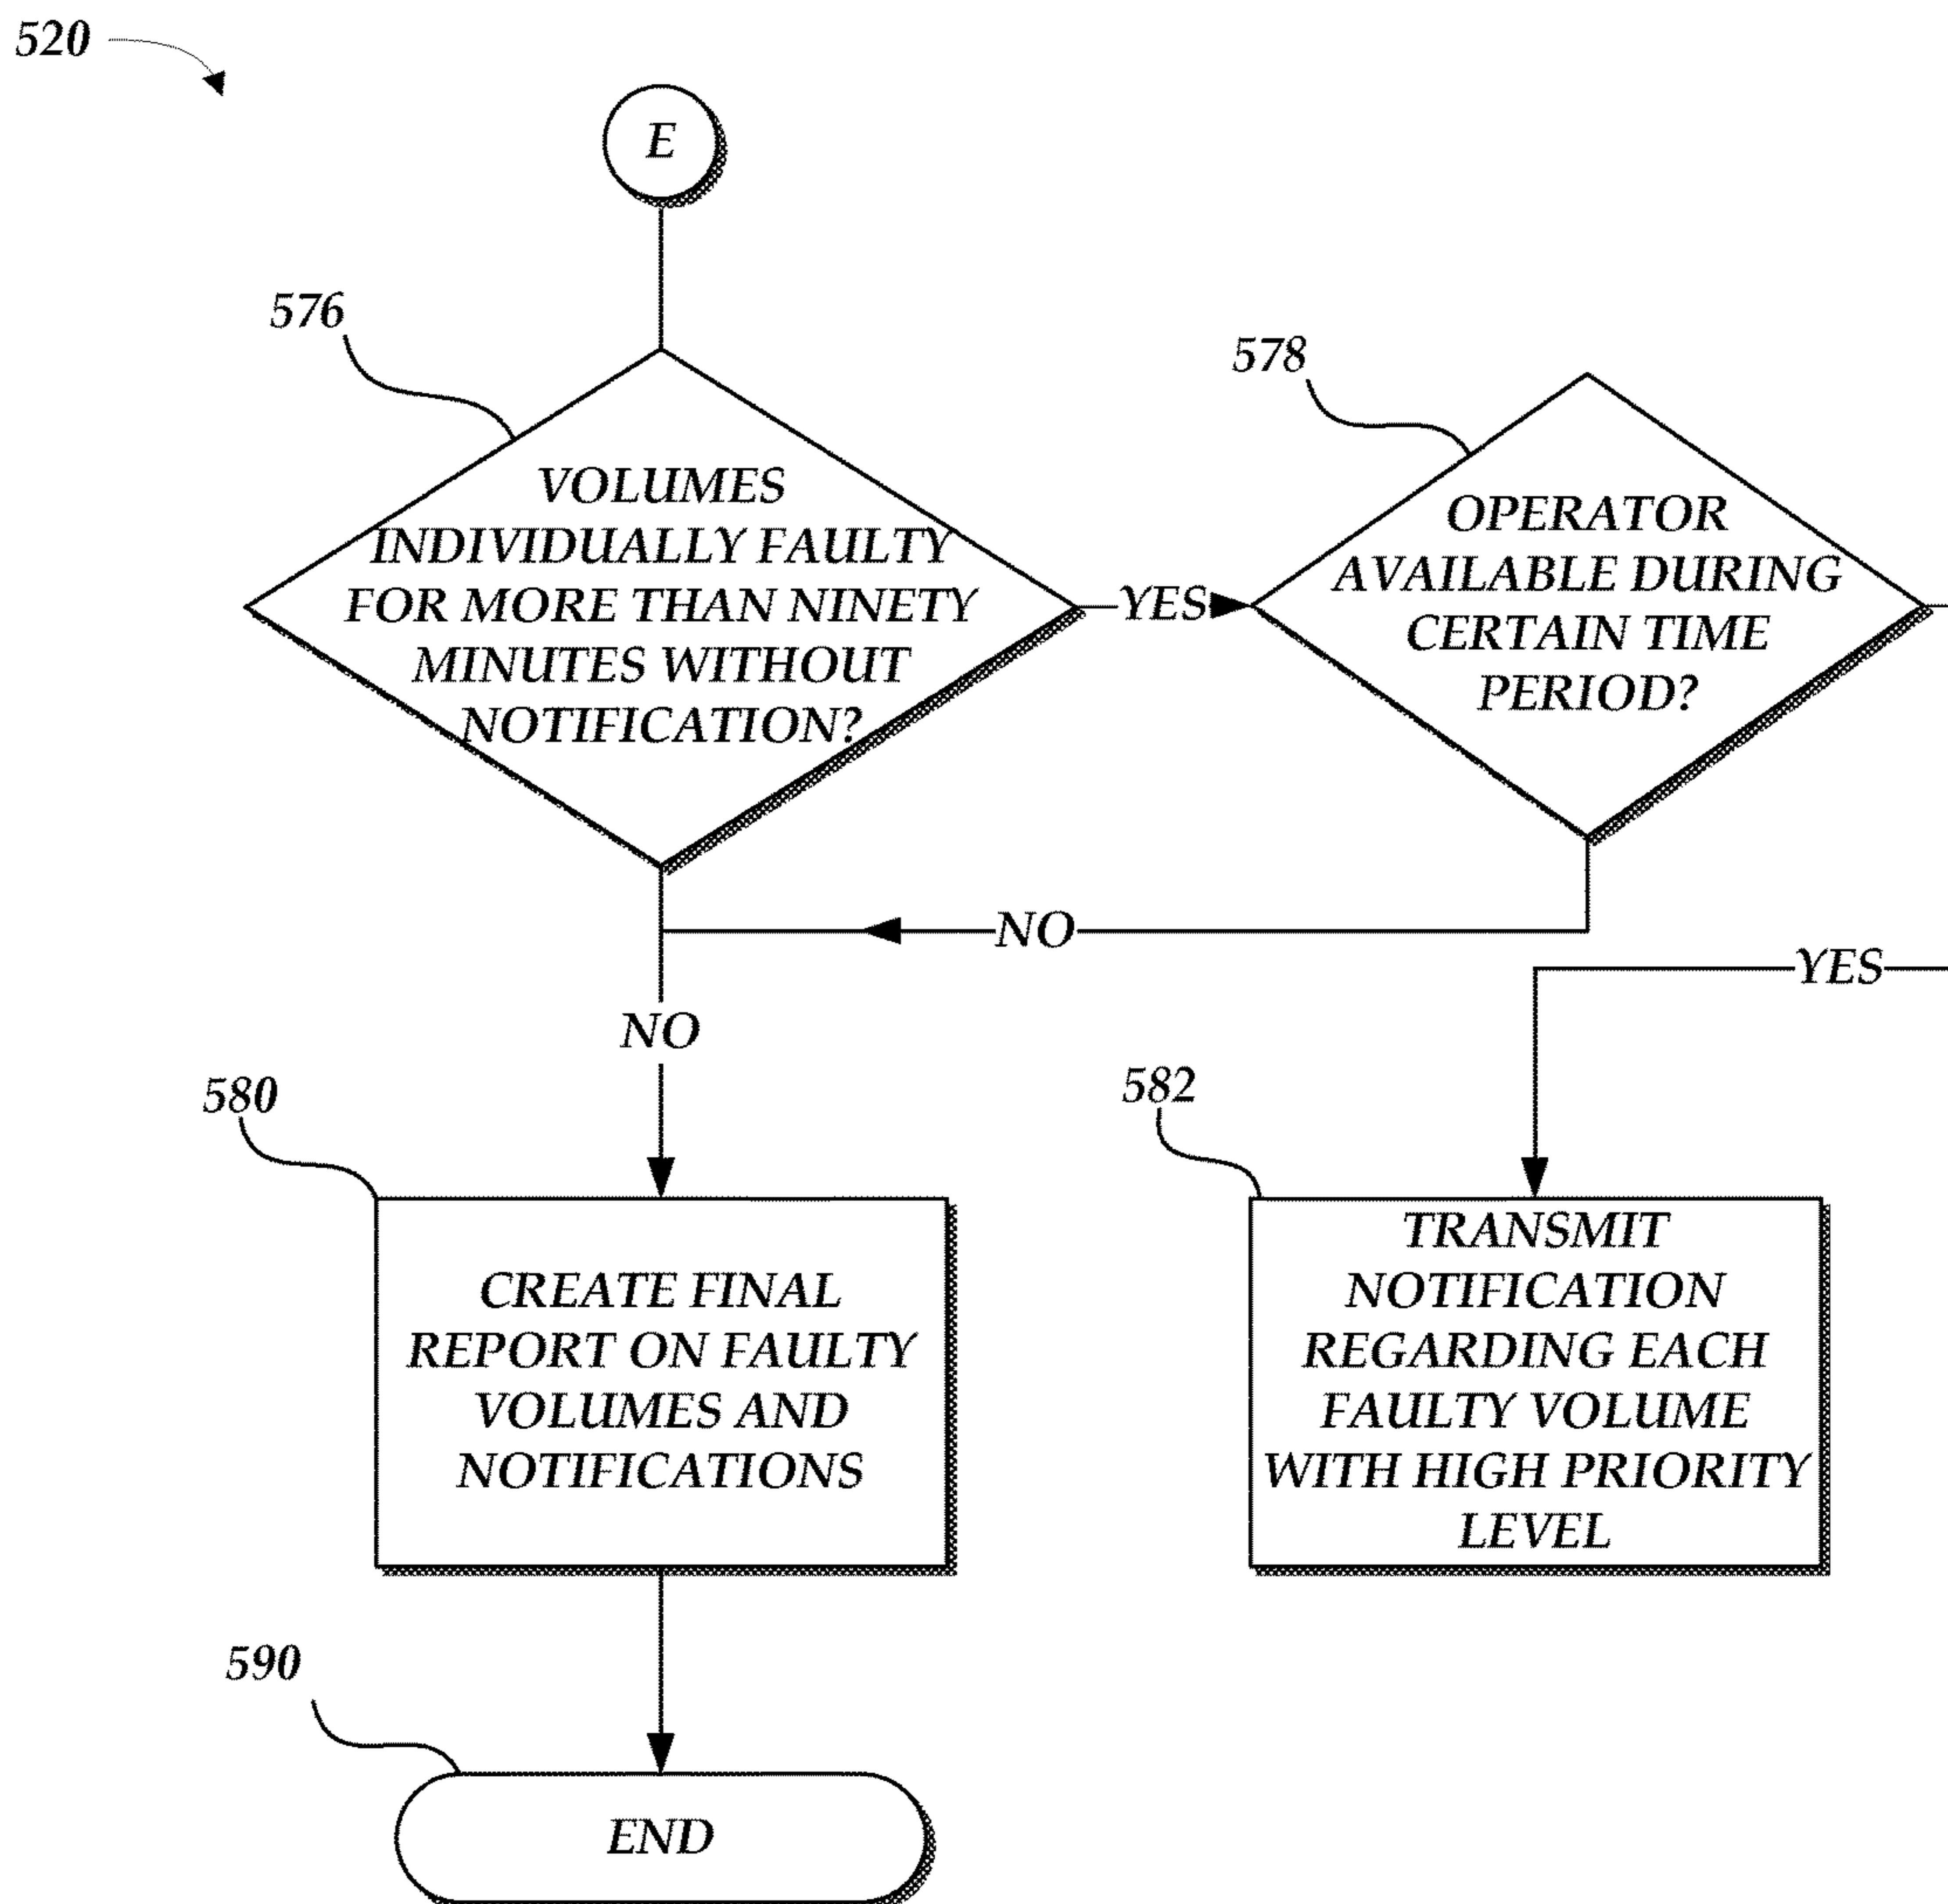 520
E
576
VOLUMES
INDIVIDUALLY FAULTY
FOR MORE THAN NINETY
MINUTES WITHOUT
NOTIFICATION?
YES
578
OPERATOR
AVAILABLE DURING
CERTAIN TIME
PERIOD?
NO
YES
NO
580
CREATE FINAL
REPORT ON FAULTY
VOLUMES AND
NOTIFICATIONS
582
TRANSMIT
NOTIFICATION
REGARDING EACH
FAULTY VOLUME
WITH HIGH PRIORITY
LEVEL
590
END